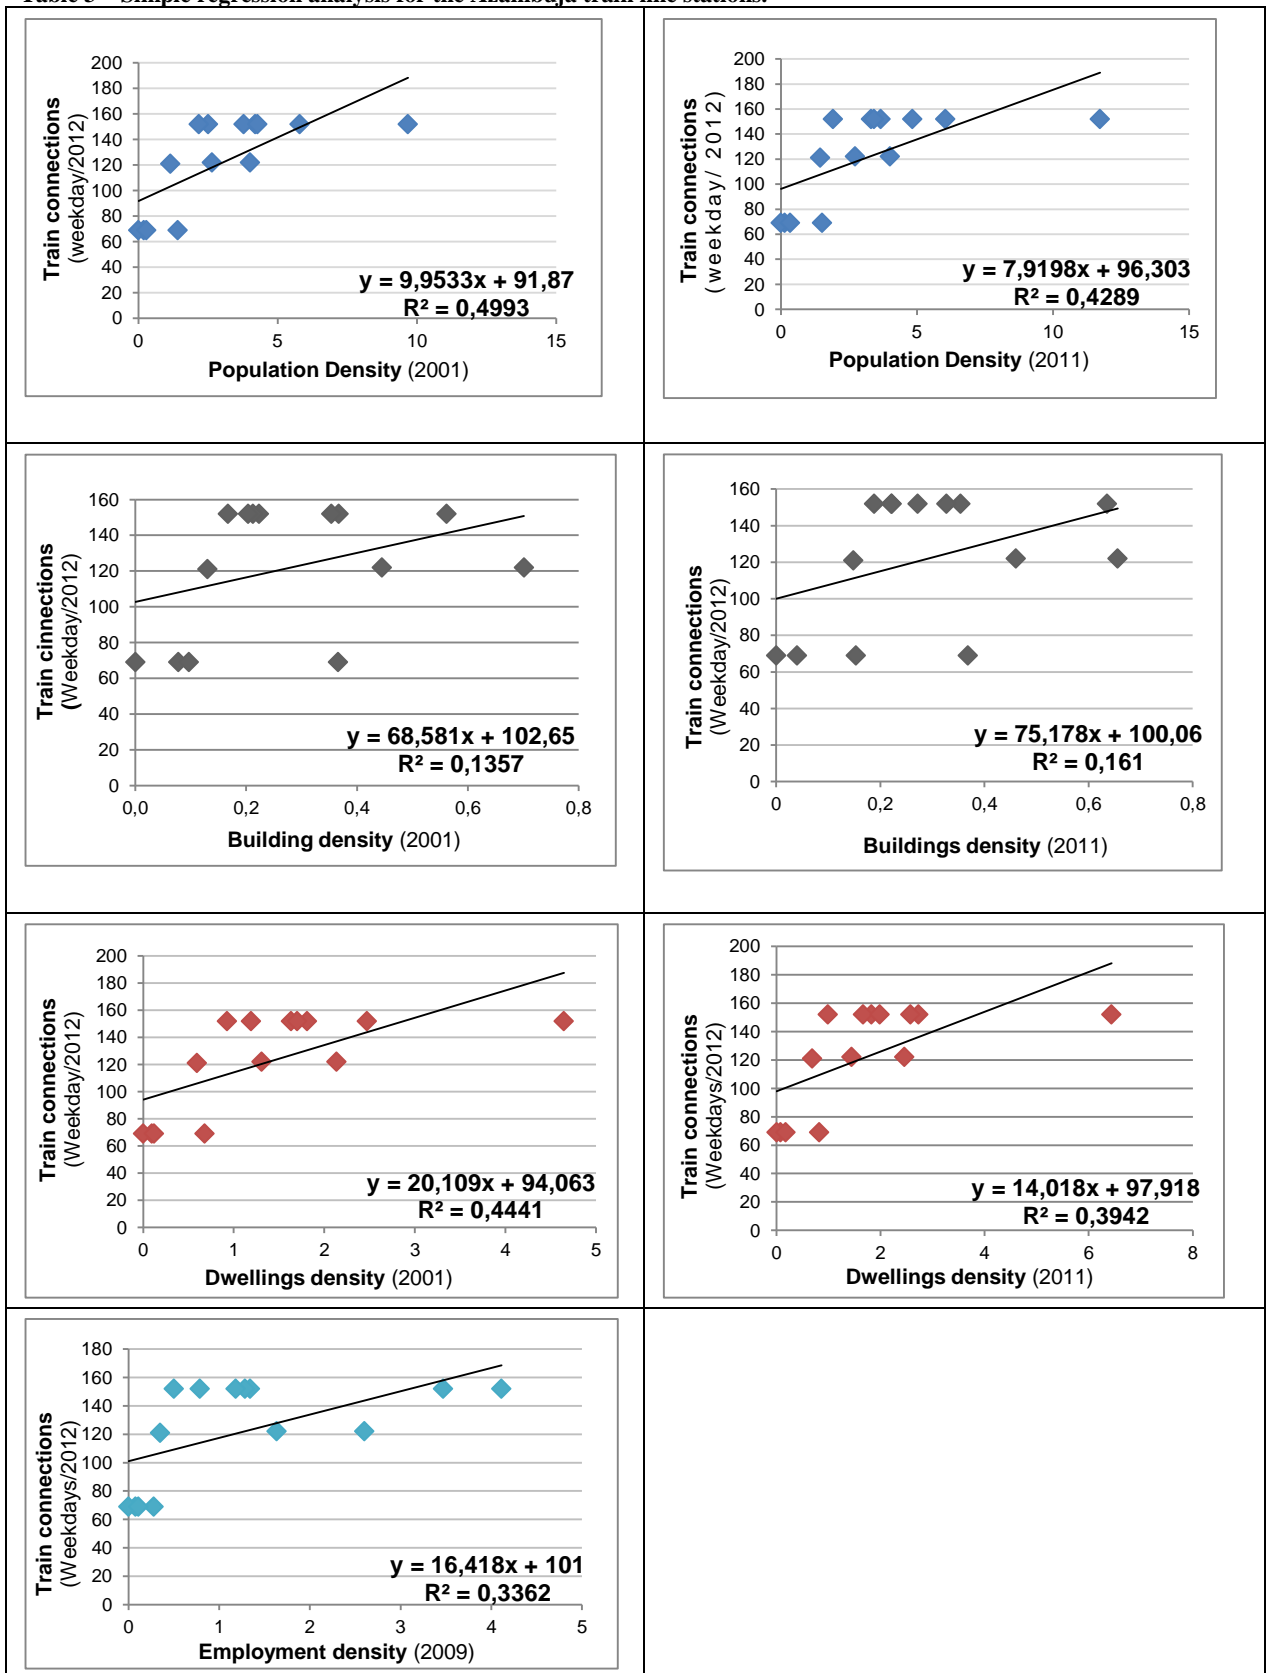 Table 3 – Simple regression analysis for the Azambuja train line stations.
Train connections
(weekday/2012)
200
180
160
140
120
100
80
60
40
20
0
y = 9,9533x + 91,87
R² = 0,4993
0 5 10 15
Population Density (2001)
Train connections
(weekday/ 2012)
200
180
160
140
120
100
80
60
40
20
0
y = 7,9198x + 96,303
R² = 0,4289
0 5 10 15
Population Density (2011)
Train cinnections
(Weekday/2012)
160
140
120
100
80
60
40
20
0
y = 68,581x + 102,65
R² = 0,1357
0,0 0,2 0,4 0,6 0,8
Building density (2001)
Train connections
(Weekday/2012)
160
140
120
100
80
60
40
20
0
y = 75,178x + 100,06
R² = 0,161
0 0,2 0,4 0,6 0,8
Buildings density (2011)
Train connections
(Weekday/2012)
200
180
160
140
120
100
80
60
40
20
0
y = 20,109x + 94,063
R² = 0,4441
0 1 2 3 4 5
Dwellings density (2001)
Train connections
(Weekdays/2012)
200
180
160
140
120
100
80
60
40
20
0
y = 14,018x + 97,918
R² = 0,3942
0 2 4 6 8
Dwellings density (2011)
Train connections
(Weekdays/2012)
180
160
140
120
100
80
60
40
20
0
y = 16,418x + 101
R² = 0,3362
0 1 2 3 4 5
Employment density (2009)